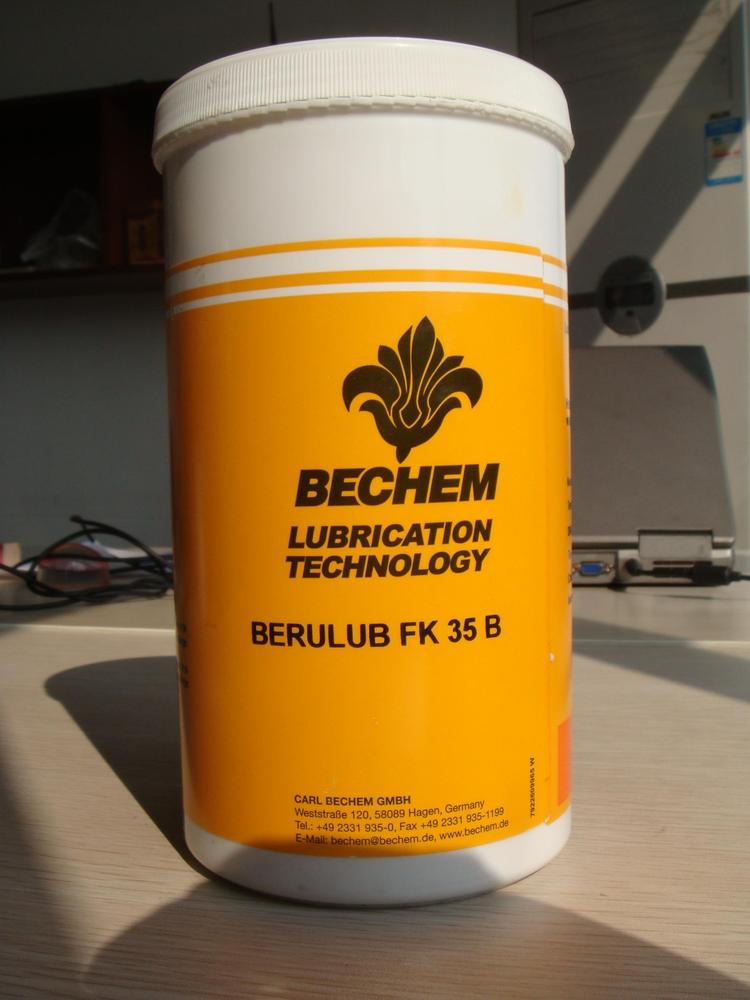 BECHEM
LUBRICATION
TECHNOLOGY
BERULUB FK 35 B
CARL BECHEM GMBH
Weststraße 120, 58089 Hagen, Germany
Tel.: +49 2331 935-0, Fax +49 2331 935-1199
E-Mail: bechem@bechem.de, www.bechem.de